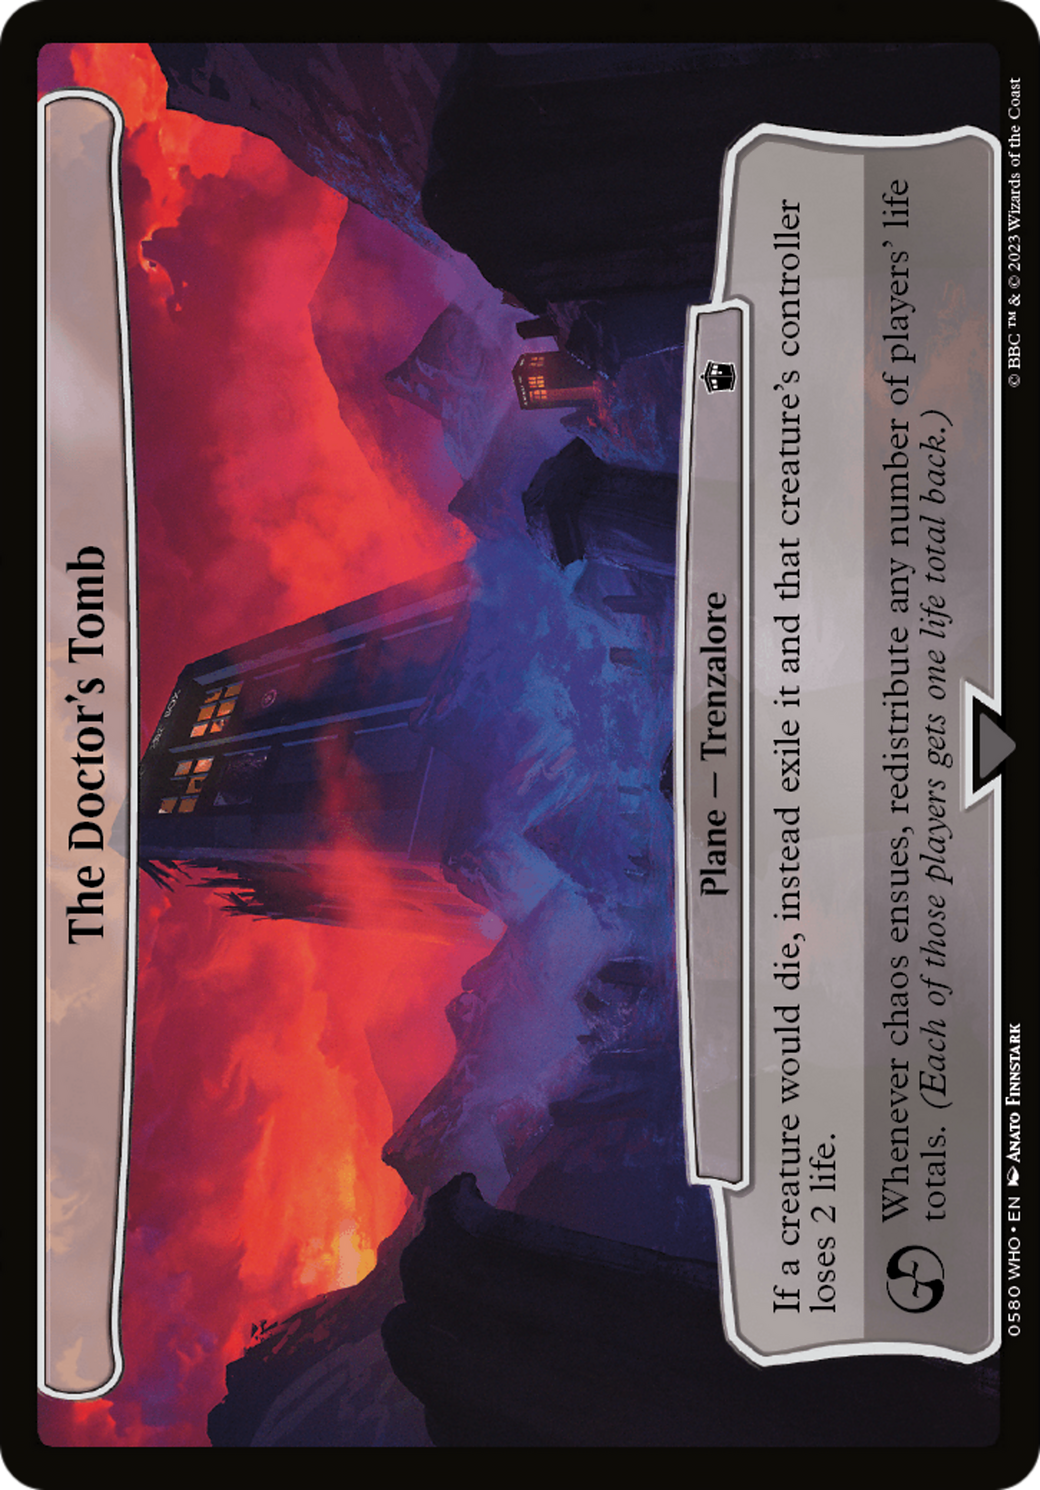 The Doctor's Tomb
Plane — Trenzalore
If a creature would die, instead exile it and that creature's controller
loses 2 life.
Whenever chaos ensues, redistribute any number of players' life
totals. (Each of those players gets one life total back.)
0580 WHO • EN ANATO FINNSTARK
© BBC ™ & © 2023 Wizards of the Coast